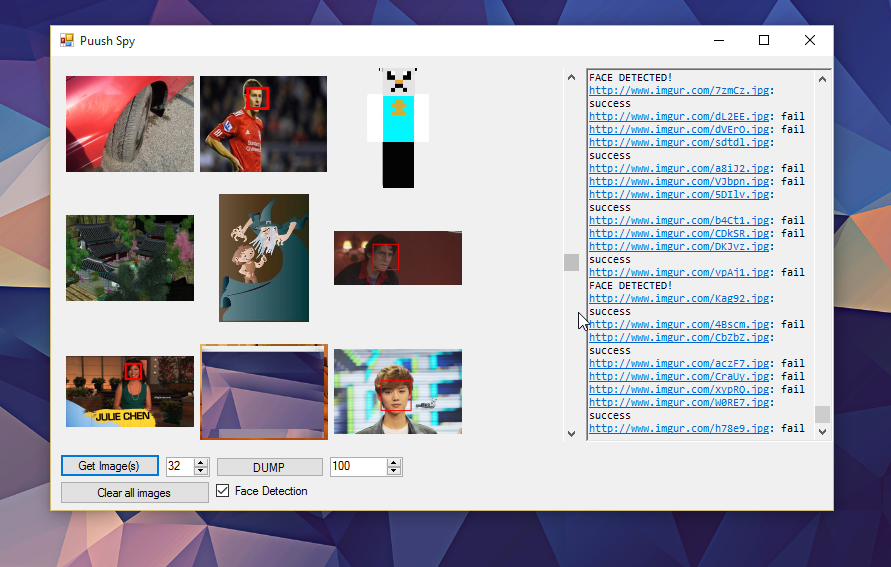 Puush Spy
FACE DETECTED!
http://www.imgur.com/7zmCz.jpg:
success
http://www.imgur.com/dL2EE.jpg: fail
http://www.imgur.com/dVErO.jpg: fail
http://www.imgur.com/sdtdl.jpg:
success
http://www.imgur.com/a8iJ2.jpg: fail
http://www.imgur.com/VJbpn.jpg: fail
http://www.imgur.com/5DIlv.jpg:
success
http://www.imgur.com/b4Ct1.jpg: fail
http://www.imgur.com/CDkSR.jpg: fail
http://www.imgur.com/DKJvz.jpg:
success
http://www.imgur.com/vpAj1.jpg: fail
FACE DETECTED!
http://www.imgur.com/Kag92.jpg:
success
http://www.imgur.com/4Bscm.jpg: fail
http://www.imgur.com/CbZbZ.jpg:
success
http://www.imgur.com/aczF7.jpg: fail
http://www.imgur.com/CraUy.jpg: fail
http://www.imgur.com/xypRQ.jpg: fail
http://www.imgur.com/W0RE7.jpg:
success
http://www.imgur.com/h78e9.jpg: fail
JULIE CHEN
Get Image(s) 32 DUMP 100
Clear all images Face Detection